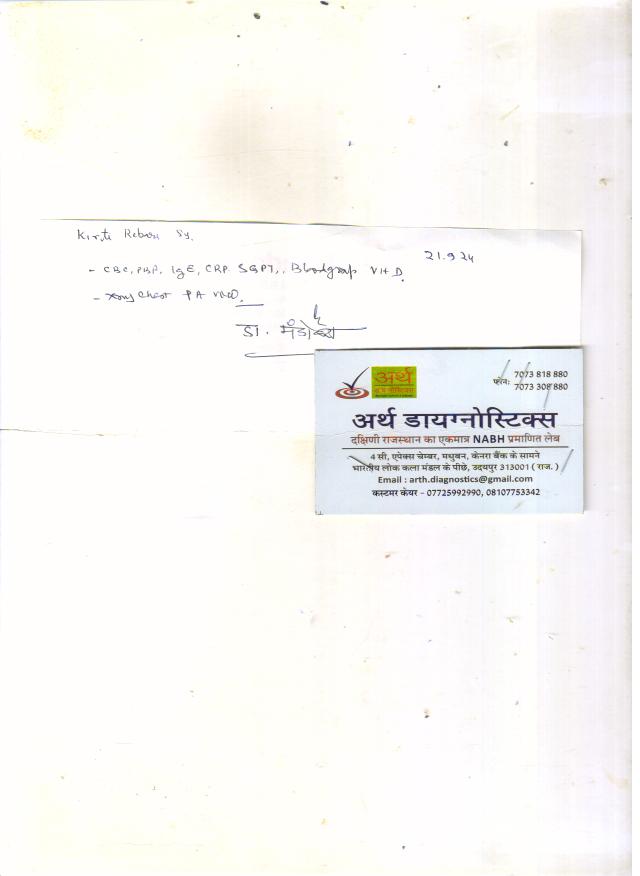 Kirti 5y.
21.9.24
- CBC, PBF, IgE, CRP SGPT, Bloodgroup Vit D.
- Xray Chest PA view.
डा.
अर्थ
डायग्नोस्टिक्स
फोन: 7073 818 880
7073 308 880
अर्थ डायग्नोस्टिक्स
दक्षिणी राजस्थान का एकमात्र NABH प्रमाणित लेब
4 सी, एपेक्स चेम्बर, मधुबन, केनरा बैंक के सामने
भारतीय लोक कला मंडल के पीछे, उदयपुर 313001 ( राज. )
Email : arth.diagnostics@gmail.com
कस्टमर केयर - 07725992990, 08107753342